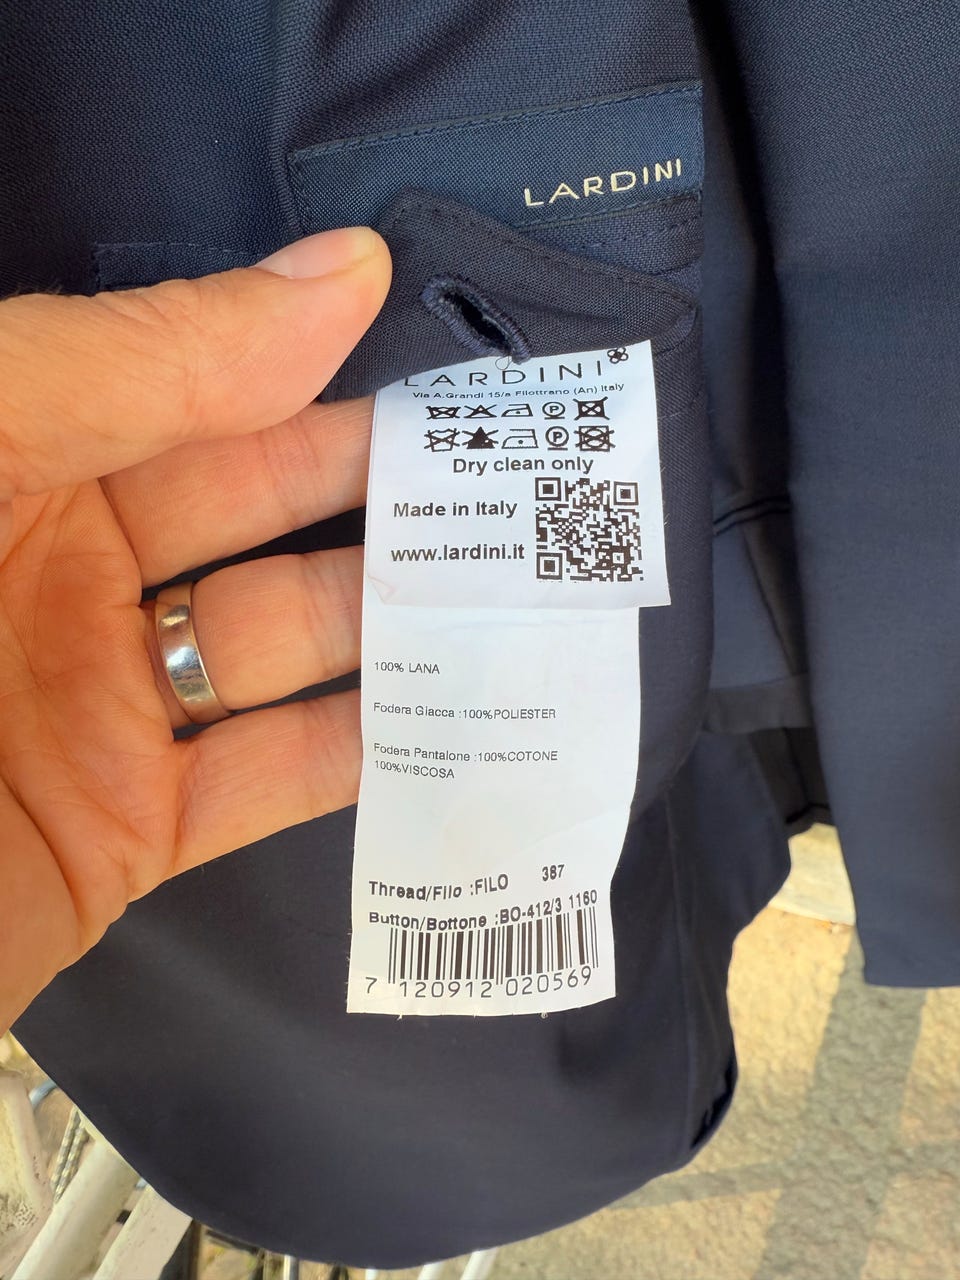 LARDINI
LARDINI
Via A.Grandi 15/a Filottrano (An) Italy
P
P
Dry clean only
Made in Italy
www.lardini.it
100% LANA
Fodera Giacca :100%POLIESTER
Fodera Pantalone :100%COTONE
100%VISCOSA
Thread/Filo :FILO 387
Button/Bottone :BO-412/3 1160
7 120912 020569